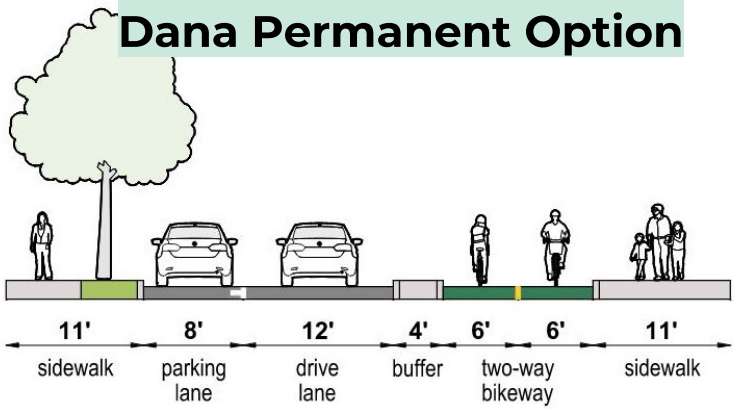 Dana Permanent Option
11' 8' 12' 4' 6' 6' 11'
sidewalk parking lane drive lane buffer two-way bikeway sidewalk